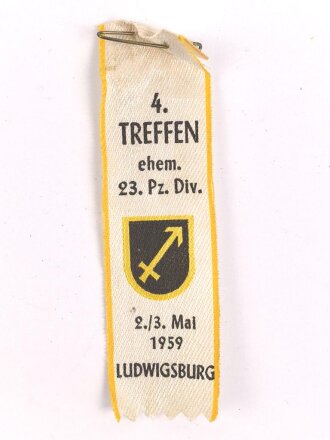 4.
TREFFEN
ehem.
23. Pz. Div.
2./3. Mai
1959
LUDWIGSBURG